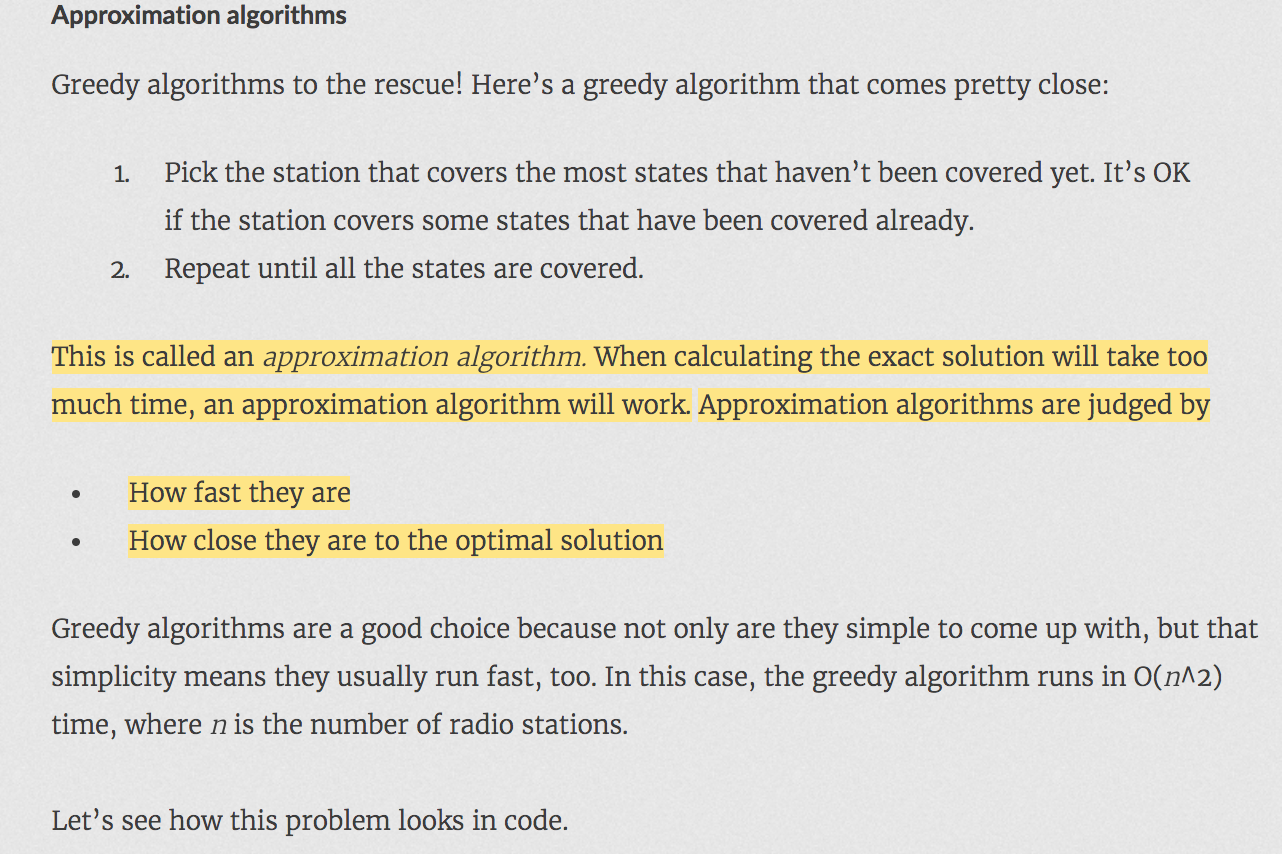 Approximation algorithms
Greedy algorithms to the rescue! Here’s a greedy algorithm that comes pretty close:
1. Pick the station that covers the most states that haven’t been covered yet. It’s OK
if the station covers some states that have been covered already.
2. Repeat until all the states are covered.
This is called an approximation algorithm. When calculating the exact solution will take too
much time, an approximation algorithm will work. Approximation algorithms are judged by
• How fast they are
• How close they are to the optimal solution
Greedy algorithms are a good choice because not only are they simple to come up with, but that
simplicity means they usually run fast, too. In this case, the greedy algorithm runs in O(n^2)
time, where n is the number of radio stations.
Let’s see how this problem looks in code.